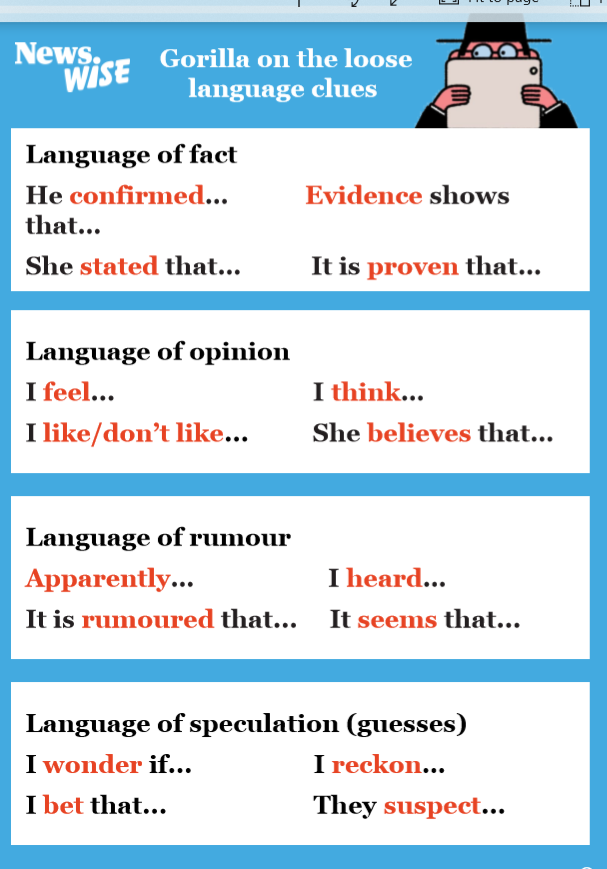 Fit to page
News.
WISE
Gorilla on the loose
language clues
Language of fact
He confirmed... Evidence shows
that...
She stated that... It is proven that...
Language of opinion
I feel... I think...
I like/don’t like... She believes that...
Language of rumour
Apparently... I heard...
It is rumoured that... It seems that...
Language of speculation (guesses)
I wonder if... I reckon...
I bet that... They suspect...